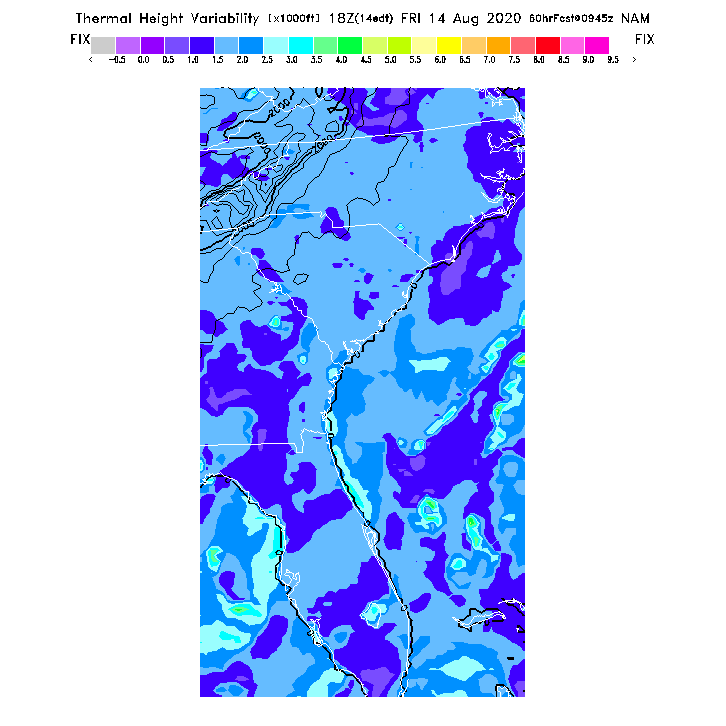 Thermal Height Variability [x1000ft] 18Z(14edt) FRI 14 Aug 2020 60hrFcst@0945z NAM
FIX FIX
< -0.5 0.0 0.5 1.0 1.5 2.0 2.5 3.0 3.5 4.0 4.5 5.0 5.5 6.0 6.5 7.0 7.5 8.0 8.5 9.0 9.5 >
2000